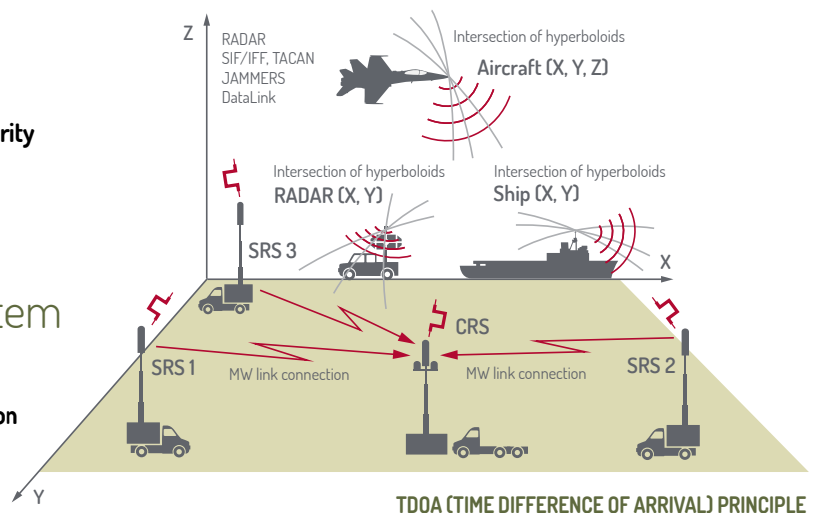 Z
RADAR
SIF/IFF, TACAN
JAMMERS
DataLink
Intersection of hyperboloids
Aircraft (X, Y, Z)
rity
Intersection of hyperboloids
RADAR (X, Y)
Intersection of hyperboloids
Ship (X, Y)
SRS 3
X
tem
CRS
SRS 1
MW link connection
MW link connection
SRS 2
on
Y
TDOA (TIME DIFFERENCE OF ARRIVAL) PRINCIPLE